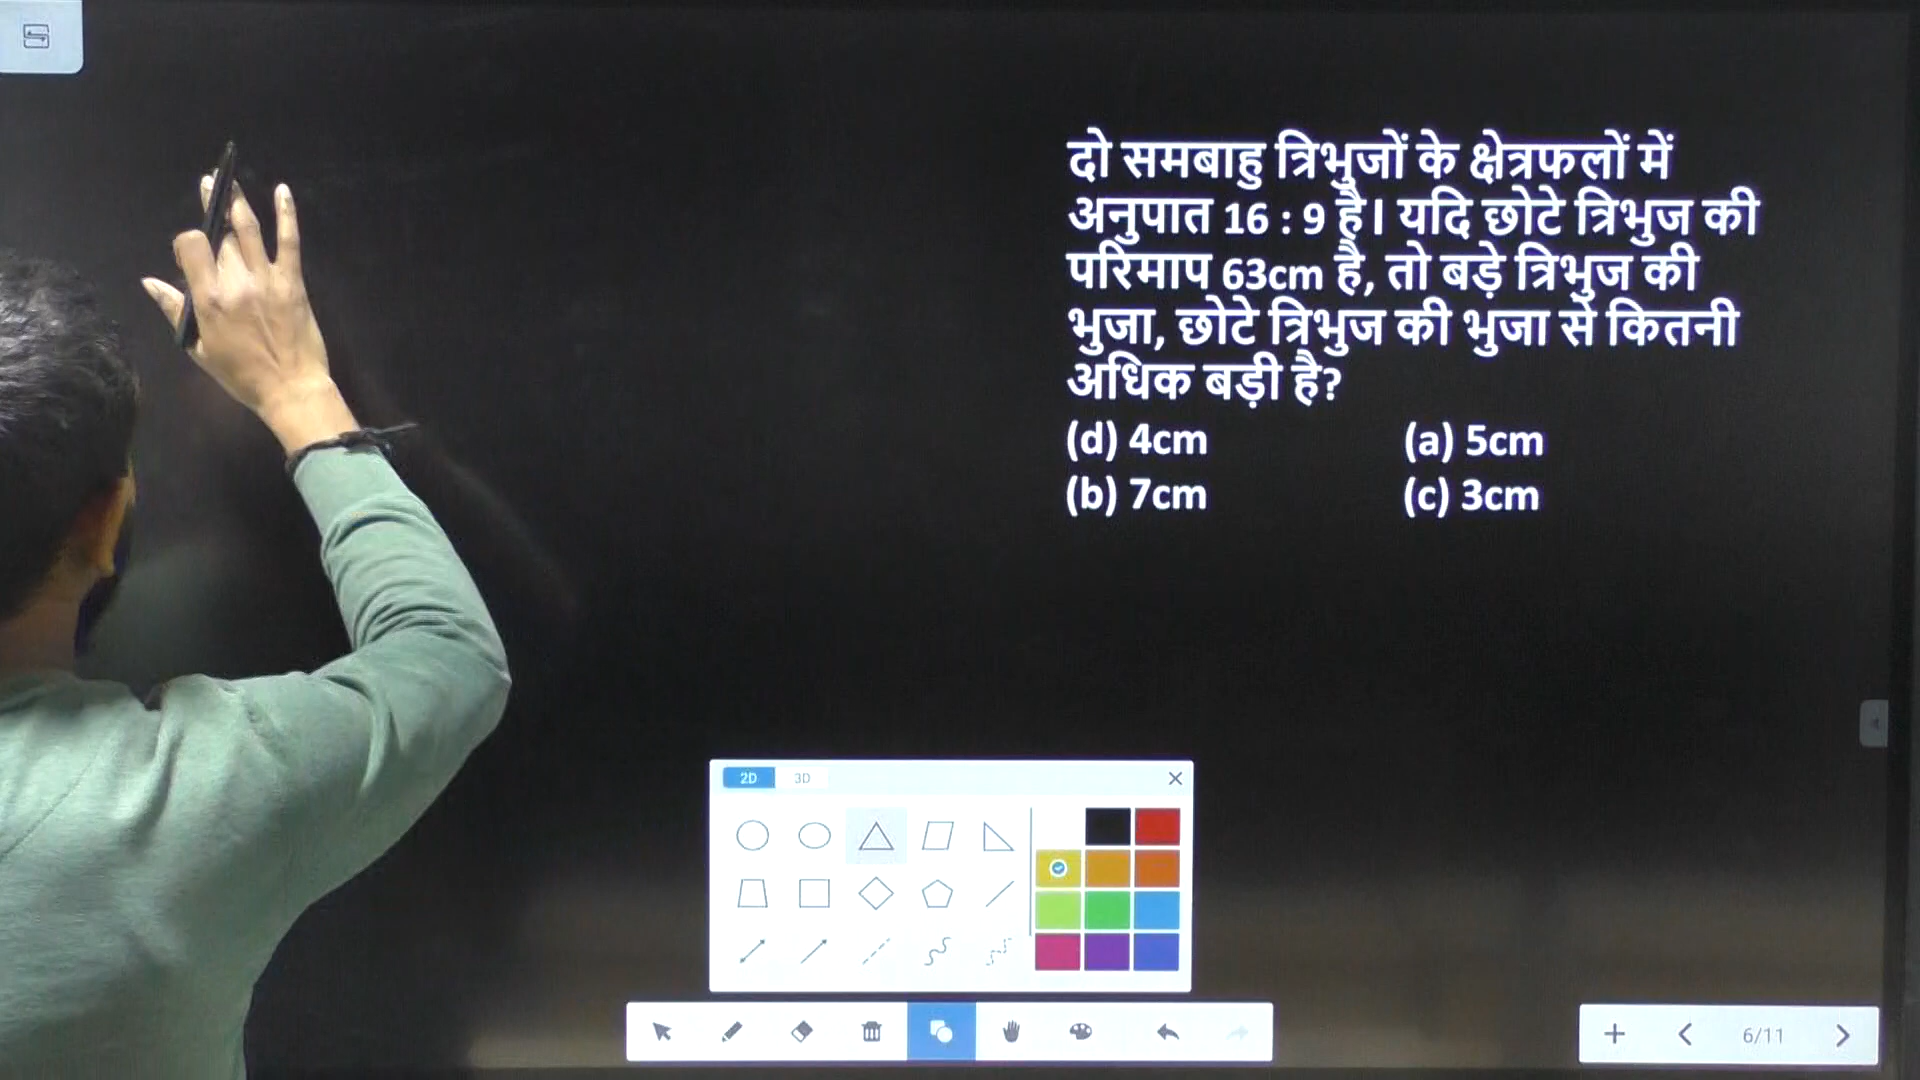 दो समबाहु त्रिभुजों के क्षेत्रफलों में
अनुपात 16 : 9 है। यदि छोटे त्रिभुज की
परिमाप 63cm है, तो बड़े त्रिभुज की
भुजा, छोटे त्रिभुज की भुजा से कितनी
अधिक बड़ी है?
(d) 4cm (a) 5cm
(b) 7cm (c) 3cm
2D 3D
6/11